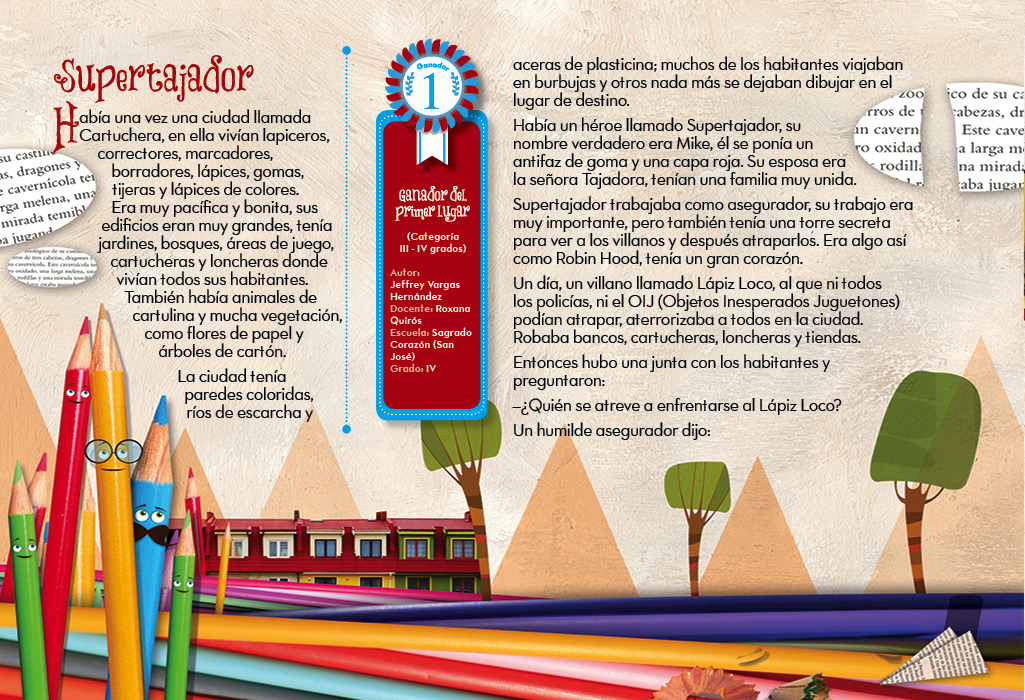 Supertajador
Había una vez una ciudad llamada
Cartuchera, en ella vivían lapiceros,
correctores, marcadores,
borradores, lápices, gomas,
tijeras y lápices de colores.
Era muy pacífica y bonita, sus
edificios eran muy grandes, tenía
jardines, bosques, áreas de juego,
cartucheras y loncheras donde
vivían todos sus habitantes.
También había animales de
cartulina y mucha vegetación,
como flores de papel y
árboles de cartón.
La ciudad tenía
paredes coloridas,
ríos de escarcha y
Ganador
1
Ganador del
Primer Lugar
(Categoría
III - IV grados)
Autor:
Jeffrey Vargas
Hernández
Docente: Roxana
Quirós
Escuela: Sagrado
Corazón (San
José)
Grado: IV
aceras de plasticina; muchos de los habitantes viajaban
en burbujas y otros nada más se dejaban dibujar en el
lugar de destino.
Había un héroe llamado Supertajador, su
nombre verdadero era Mike, él se ponía un
antifaz de goma y una capa roja. Su esposa era
la señora Tajadora, tenían una familia muy unida.
Supertajador trabajaba como asegurador, su trabajo era
muy importante, pero también tenía una torre secreta
para ver a los villanos y después atraparlos. Era algo así
como Robin Hood, tenía un gran corazón.
Un día, un villano llamado Lápiz Loco, al que ni todos
los policías, ni el OIJ (Objetos Inesperados Juguetones)
podían atrapar, aterrorizaba a todos en la ciudad.
Robaba bancos, cartucheras, loncheras y tiendas.
Entonces hubo una junta con los habitantes y
preguntaron:
–¿Quién se atreve a enfrentarse al Lápiz Loco?
Un humilde asegurador dijo: